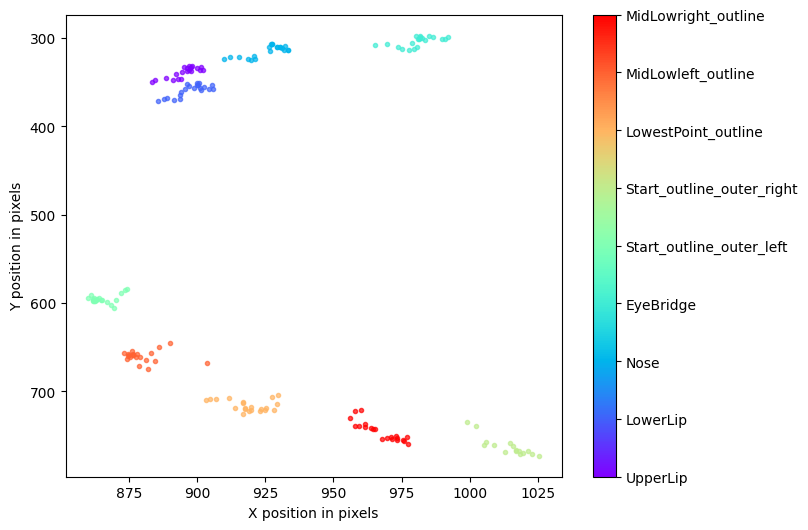 Y position in pixels
300
400
500
600
700
875
900
925
950
975
1000
1025
X position in pixels
MidLowright_outline
MidLowleft_outline
LowestPoint_outline
Start_outline_outer_right
Start_outline_outer_left
EyeBridge
Nose
LowerLip
UpperLip